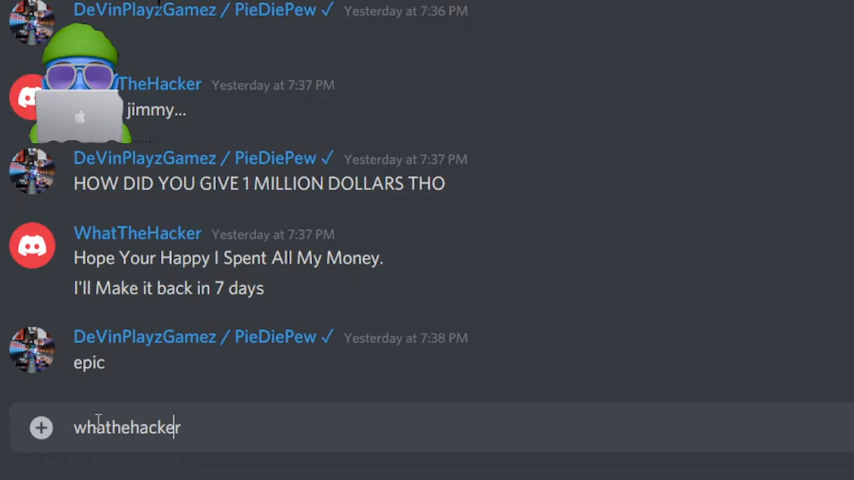 DeVinPlayzGamez / PieDiePew ✓ Yesterday at 7:36 PM
TheHacker Yesterday at 7:37 PM
jimmy...
DeVinPlayzGamez / PieDiePew ✓ Yesterday at 7:37 PM
HOW DID YOU GIVE 1 MILLION DOLLARS THO
WhatTheHacker Yesterday at 7:37 PM
Hope Your Happy I Spent All My Money.
I'll Make it back in 7 days
DeVinPlayzGamez / PieDiePew ✓ Yesterday at 7:38 PM
epic
whathehacker